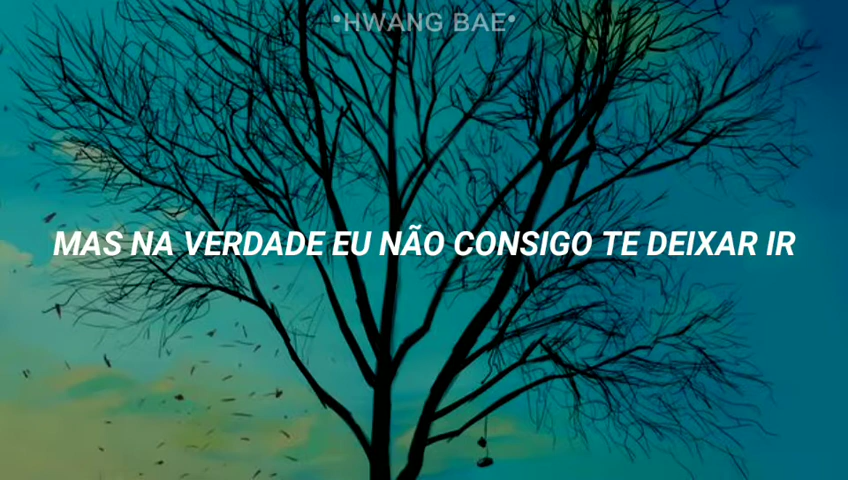 •HWANG BAE•
MAS NA VERDADE EU NÃO CONSIGO TE DEIXAR IR